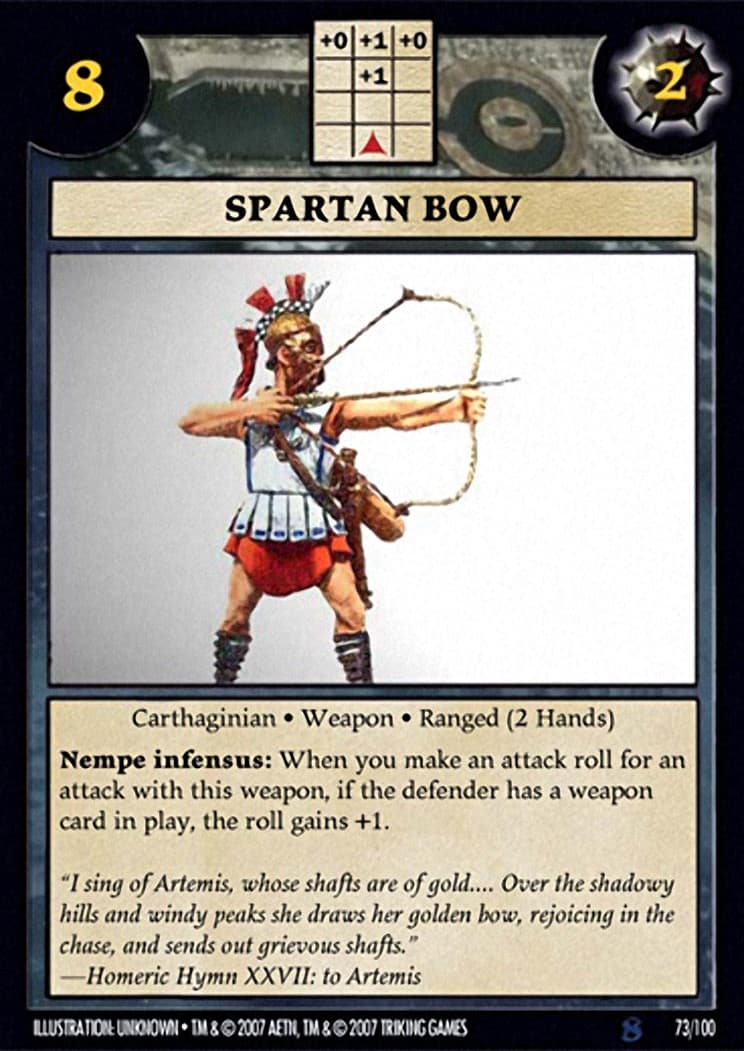 8
+0 +1 +0
+1
2
SPARTAN BOW
Carthaginian • Weapon • Ranged (2 Hands)
Nempe infensus: When you make an attack roll for an
attack with this weapon, if the defender has a weapon
card in play, the roll gains +1.
“I sing of Artemis, whose shafts are of gold.... Over the shadowy
hills and windy peaks she draws her golden bow, rejoicing in the
chase, and sends out grievous shafts.”
—Homeric Hymn XXVII: to Artemis
ILLUSTRATION: UNKNOWN • TM & © 2007 AETN, TM & © 2007 TRIKING GAMES
73/100